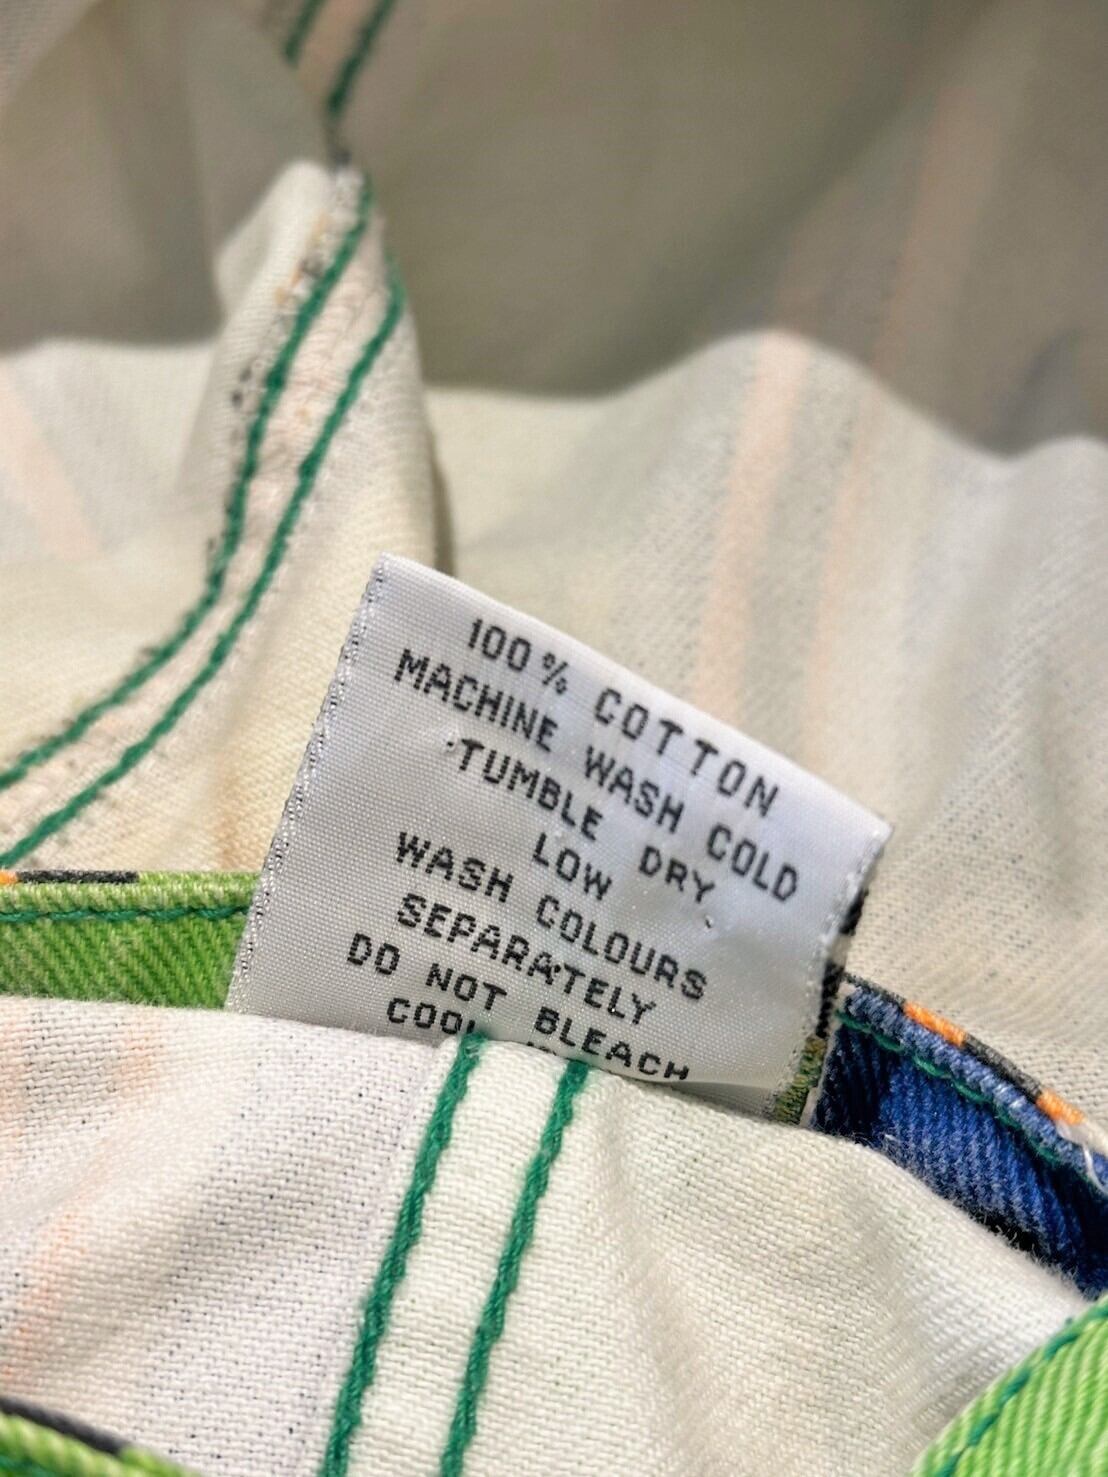 100% COTTON
MACHINE WASH COLD
TUMBLE DRY
LOW
WASH COLOURS
SEPARATELY
DO NOT BLEACH